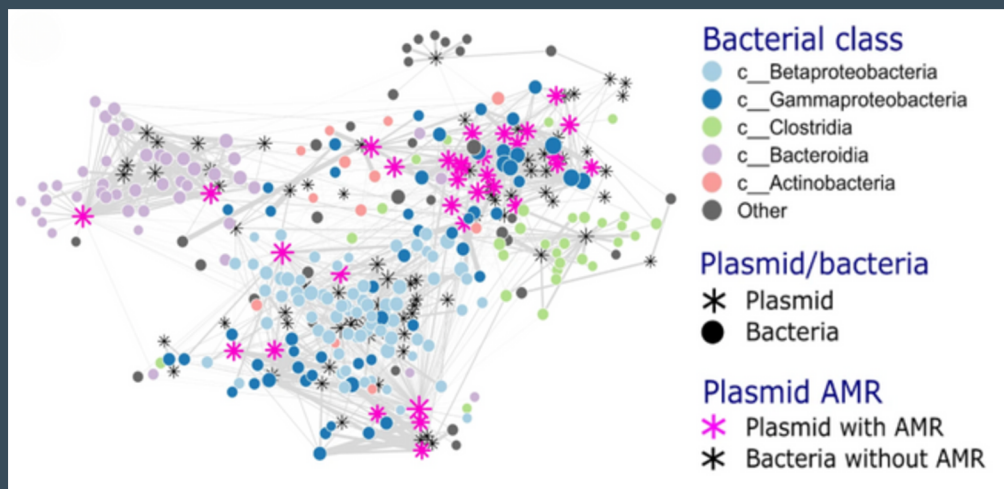 Bacterial class
c__Betaproteobacteria
c__Gammaproteobacteria
c__Clostridia
c__Bacteroidia
c__Actinobacteria
Other
Plasmid/bacteria
Plasmid
Bacteria
Plasmid AMR
Plasmid with AMR
Bacteria without AMR